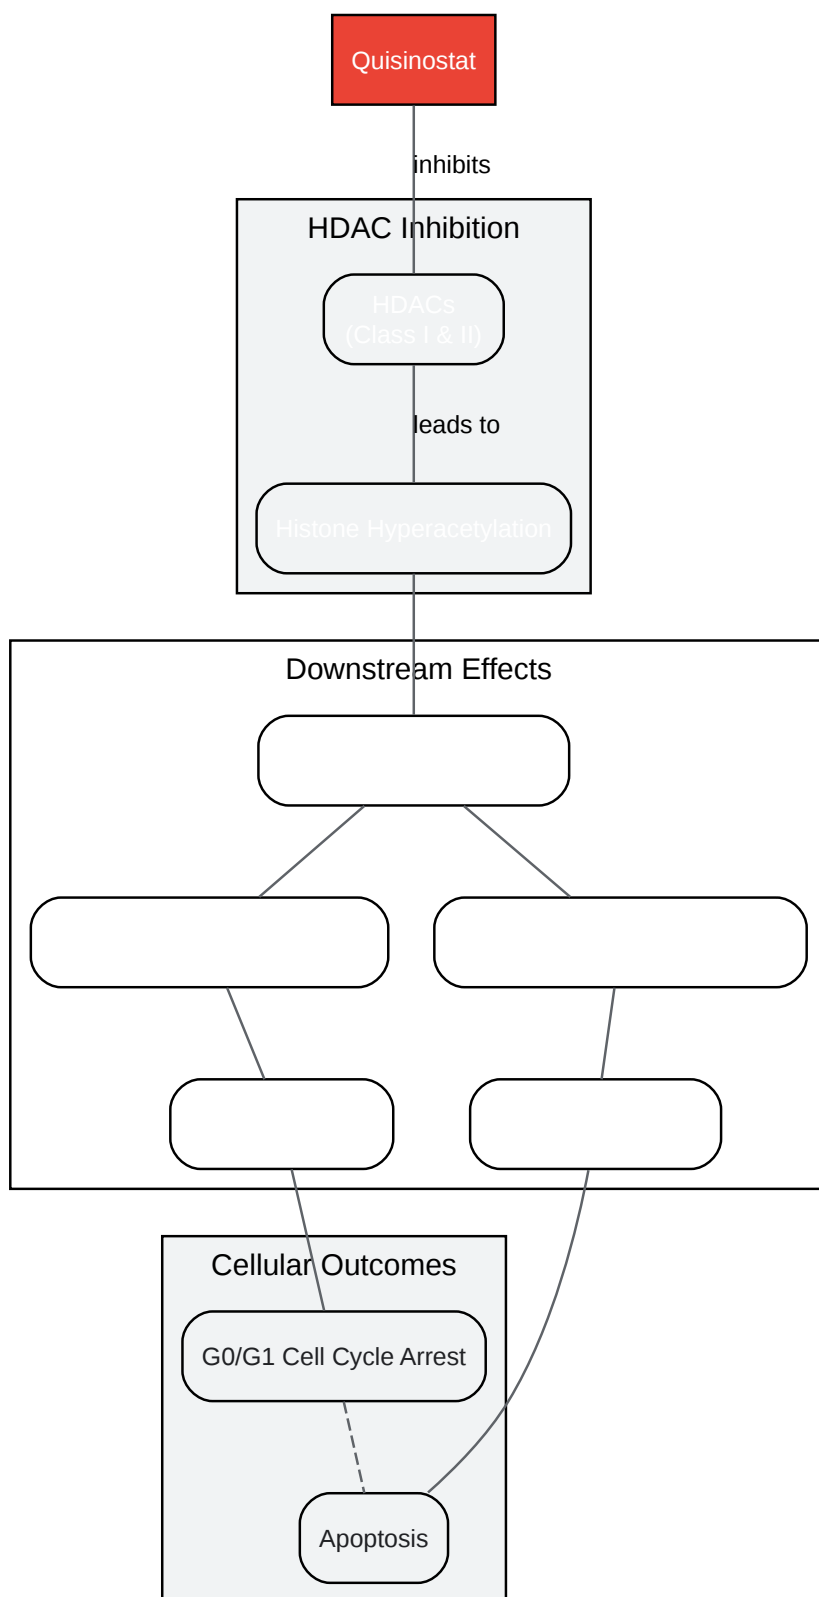 Quisinostat
inhibits
HDAC Inhibition
HDACs
(Class I & II)
leads to
Histone Hyperacetylation
Downstream Effects
Cellular Outcomes
G0/G1 Cell Cycle Arrest
Apoptosis